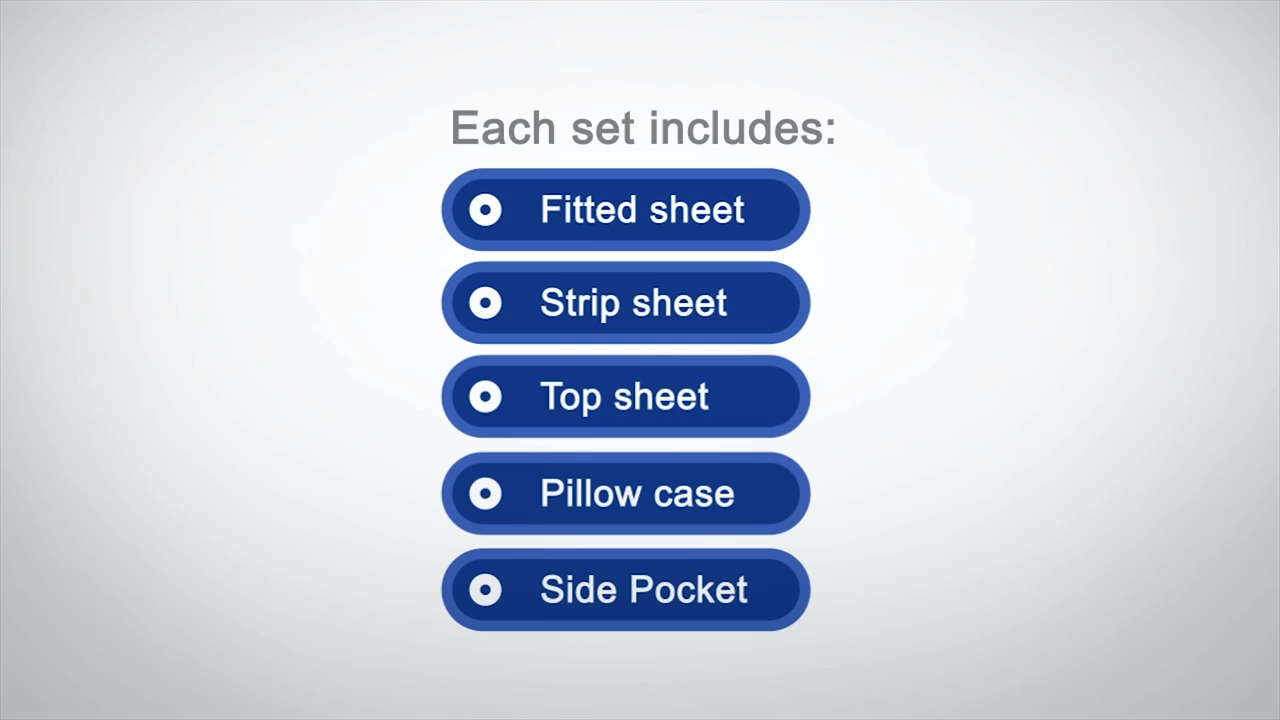 Each set includes:
Fitted sheet
Strip sheet
Top sheet
Pillow case
Side Pocket